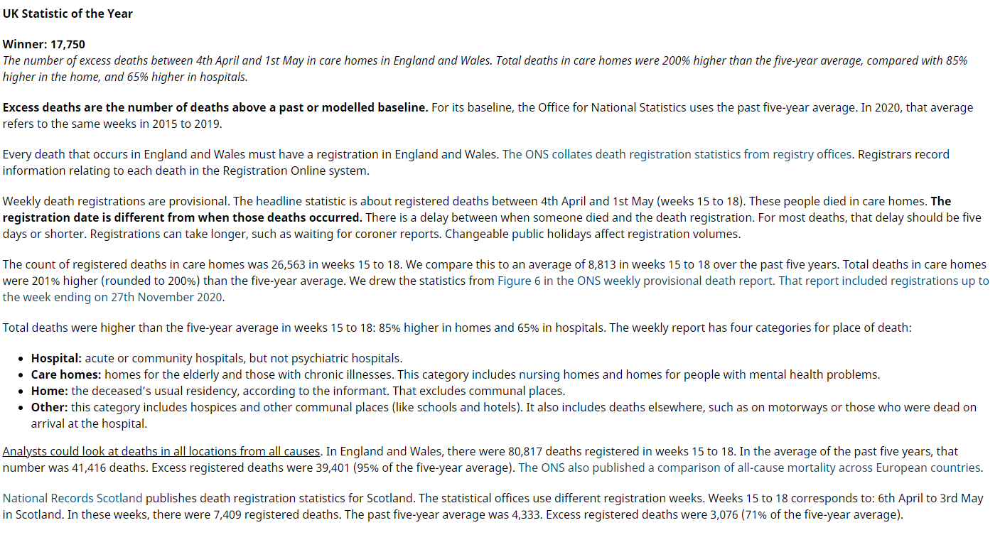 UK Statistic of the Year
Winner: 17,750
The number of excess deaths between 4th April and 1st May in care homes in England and Wales. Total deaths in care homes were 200% higher than the five-year average, compared with 85%
higher in the home, and 65% higher in hospitals.
Excess deaths are the number of deaths above a past or modelled baseline. For its baseline, the Office for National Statistics uses the past five-year average. In 2020, that average
refers to the same weeks in 2015 to 2019.
Every death that occurs in England and Wales must have a registration in England and Wales. The ONS collates death registration statistics from registry offices. Registrars record
information relating to each death in the Registration Online system.
Weekly death registrations are provisional. The headline statistic is about registered deaths between 4th April and 1st May (weeks 15 to 18). These people died in care homes. The
registration date is different from when those deaths occurred. There is a delay between when someone died and the death registration. For most deaths, that delay should be five
days or shorter. Registrations can take longer, such as waiting for coroner reports. Changeable public holidays affect registration volumes.
The count of registered deaths in care homes was 26,563 in weeks 15 to 18. We compare this to an average of 8,813 in weeks 15 to 18 over the past five years. Total deaths in care homes
were 201% higher (rounded to 200%) than the five-year average. We drew the statistics from Figure 6 in the ONS weekly provisional death report. That report included registrations up to
the week ending on 27th November 2020.
Total deaths were higher than the five-year average in weeks 15 to 18: 85% higher in homes and 65% in hospitals. The weekly report has four categories for place of death:
• Hospital: acute or community hospitals, but not psychiatric hospitals.
• Care homes: homes for the elderly and those with chronic illnesses. This category includes nursing homes and homes for people with mental health problems.
• Home: the deceased's usual residency, according to the informant. That excludes communal places.
• Other: this category includes hospices and other communal places (like schools and hotels). It also includes deaths elsewhere, such as on motorways or those who were dead on
arrival at the hospital.
Analysts could look at deaths in all locations from all causes. In England and Wales, there were 80,817 deaths registered in weeks 15 to 18. In the average of the past five years, that
number was 41,416 deaths. Excess registered deaths were 39,401 (95% of the five-year average). The ONS also published a comparison of all-cause mortality across European countries.
National Records Scotland publishes death registration statistics for Scotland. The statistical offices use different registration weeks. Weeks 15 to 18 corresponds to: 6th April to 3rd May
in Scotland. In these weeks, there were 7,409 registered deaths. The past five-year average was 4,333. Excess registered deaths were 3,076 (71% of the five-year average).